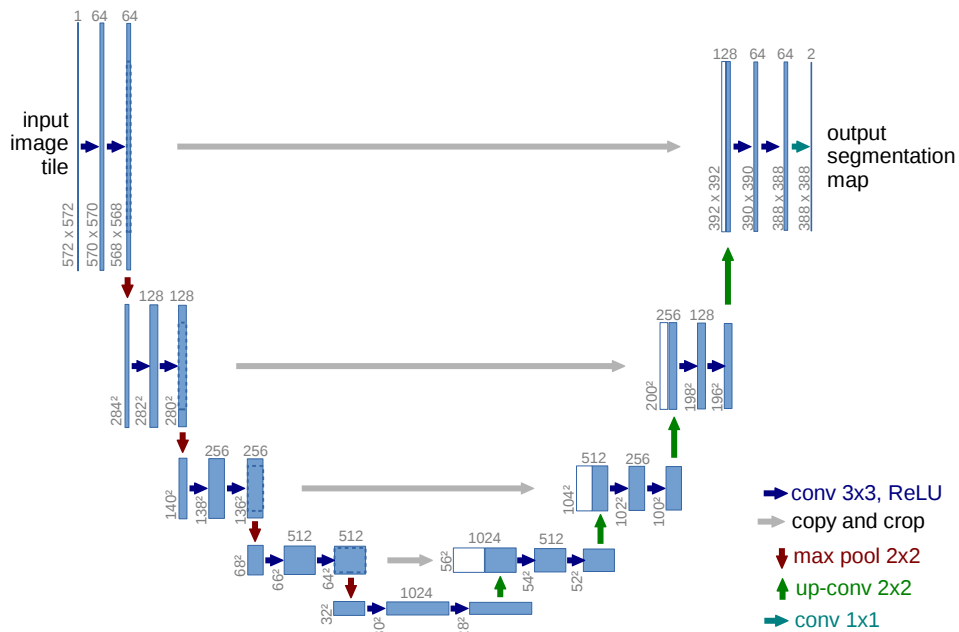 1 64 64
input
image
tile
572 x 572
570 x 570
568 x 568
128 64 64 2
output
segmentation
map
392 x 392
390 x 390
388 x 388
388 x 388
128 128
284²
282²
280²
256 128
200²
198²
196²
256 256
140²
138²
136²
512 256
104²
102²
100²
512 512
68²
66²
64²
1024 512
56²
54²
52²
1024
32²
conv 3x3, ReLU
copy and crop
max pool 2x2
up-conv 2x2
conv 1x1